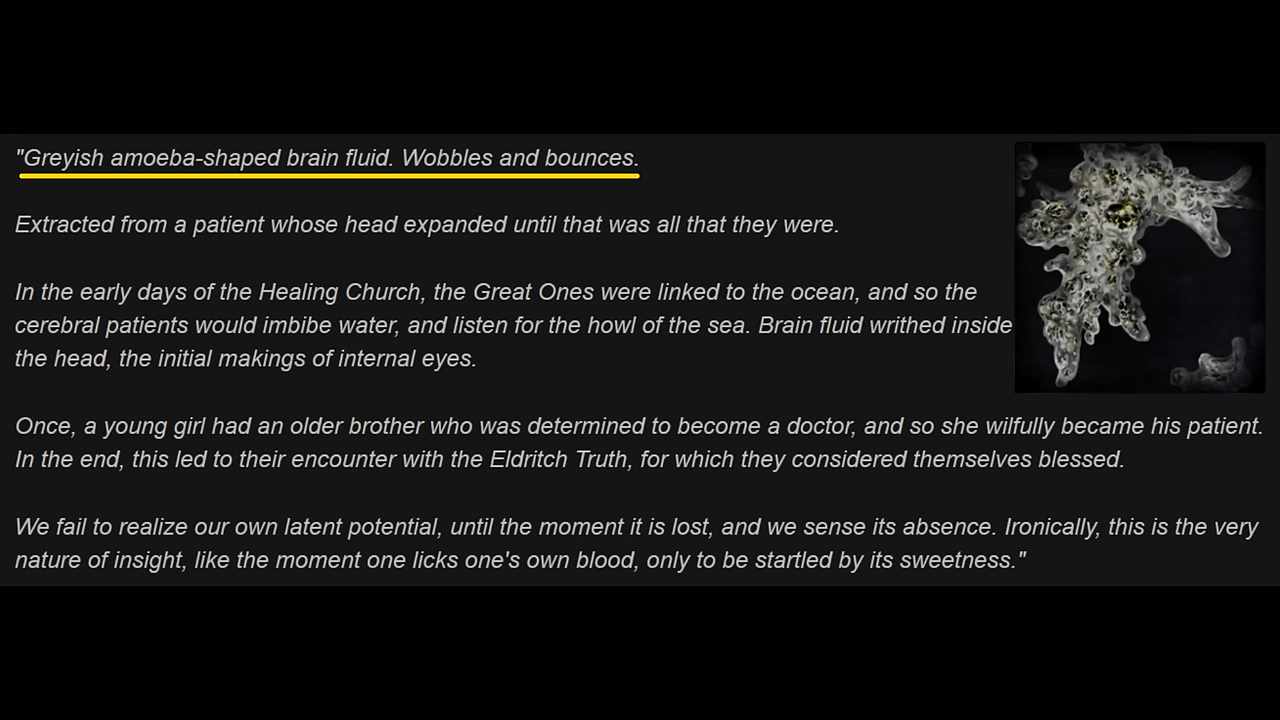 "Greyish amoeba-shaped brain fluid. Wobbles and bounces.
Extracted from a patient whose head expanded until that was all that they were.
In the early days of the Healing Church, the Great Ones were linked to the ocean, and so the
cerebral patients would imbibe water, and listen for the howl of the sea. Brain fluid writhed inside
the head, the initial makings of internal eyes.
Once, a young girl had an older brother who was determined to become a doctor, and so she wilfully became his patient.
In the end, this led to their encounter with the Eldritch Truth, for which they considered themselves blessed.
We fail to realize our own latent potential, until the moment it is lost, and we sense its absence. Ironically, this is the very
nature of insight, like the moment one licks one's own blood, only to be startled by its sweetness."